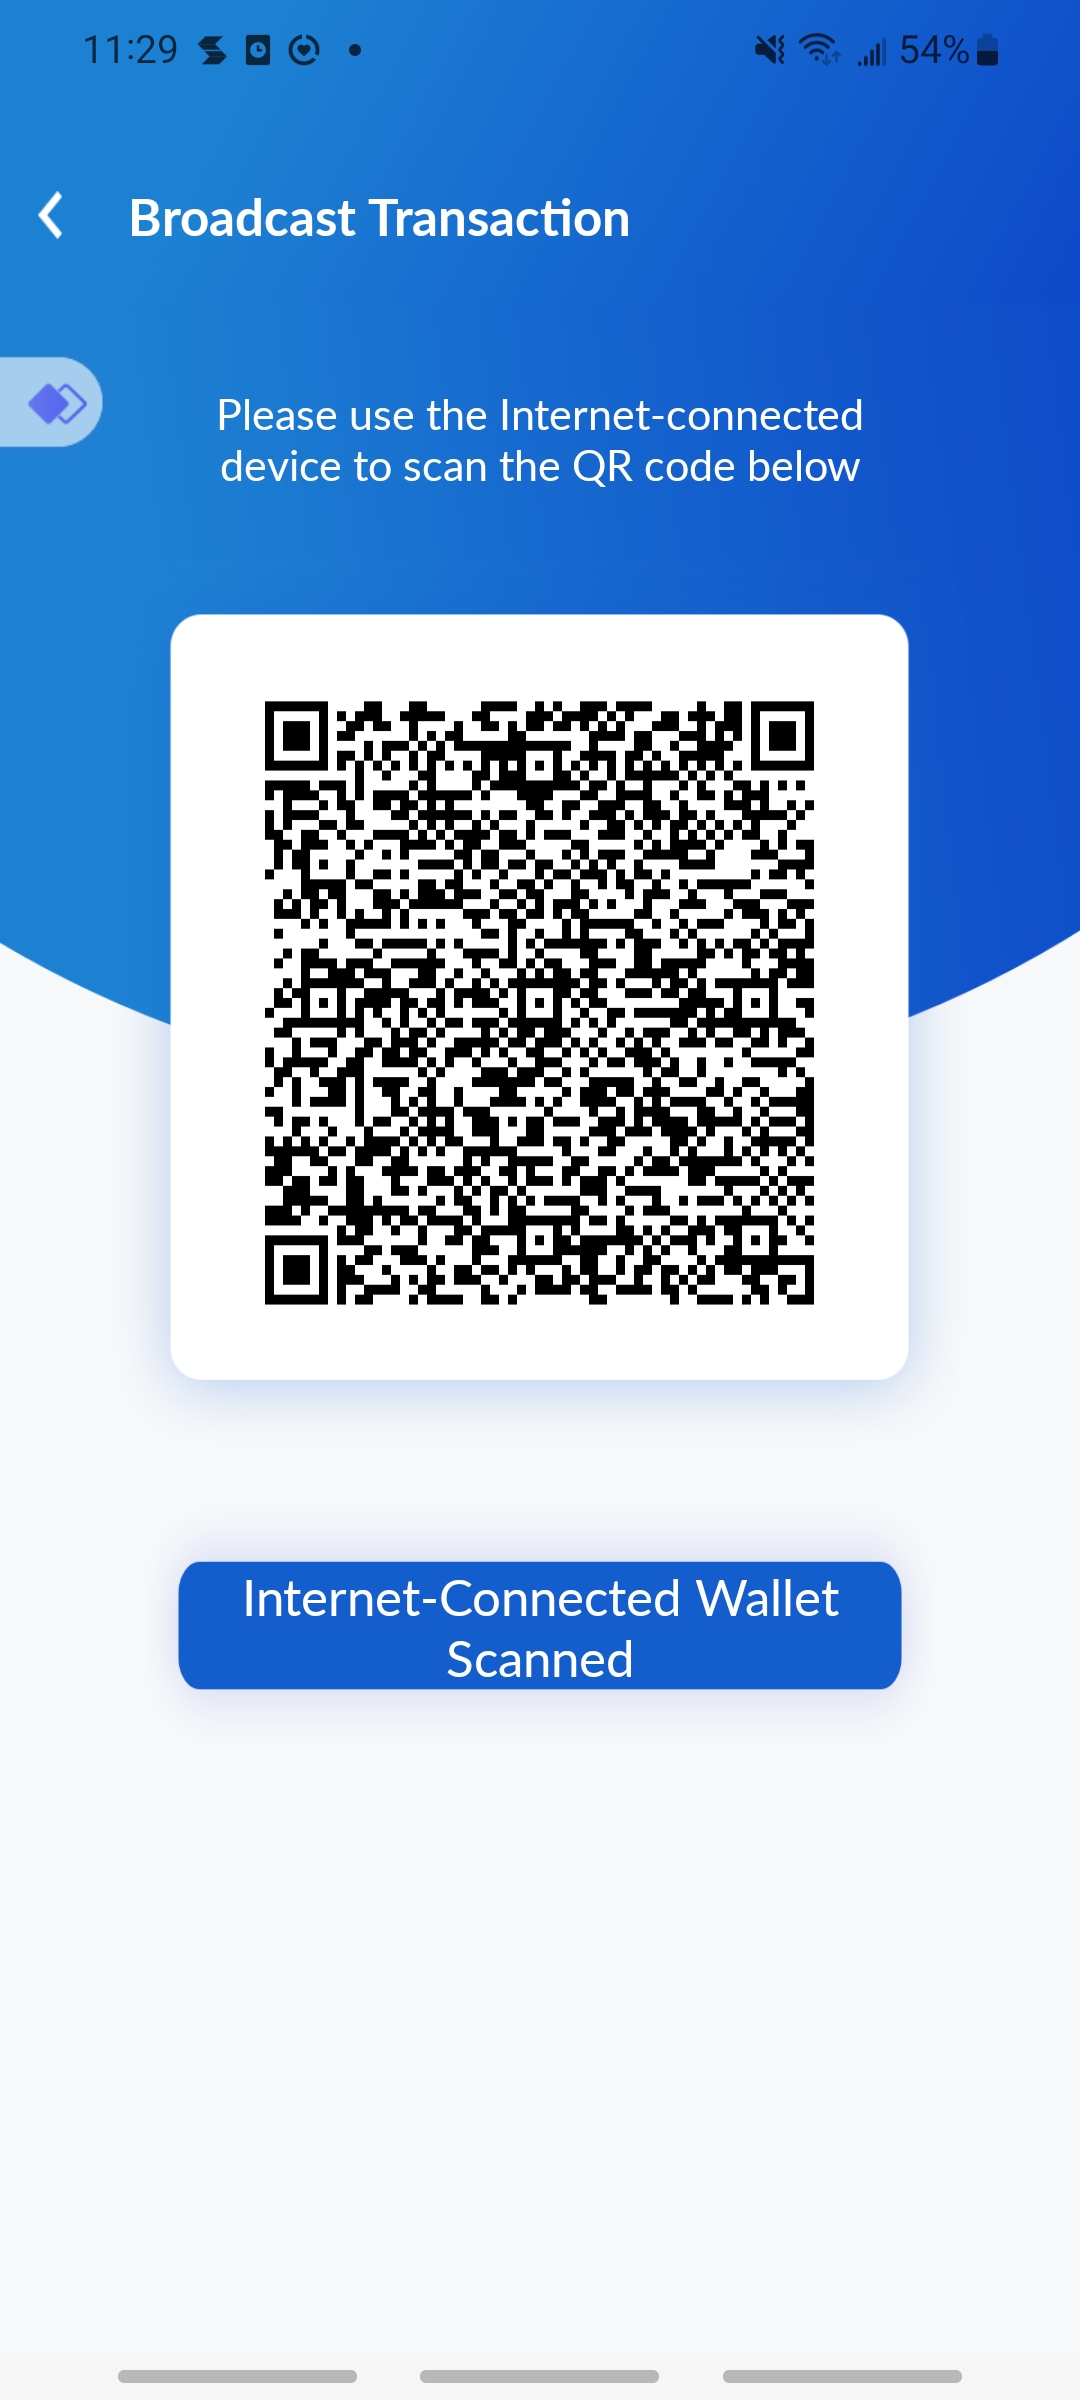 11:29
54%
Broadcast Transaction
Please use the Internet-connected
device to scan the QR code below
Internet-Connected Wallet
Scanned